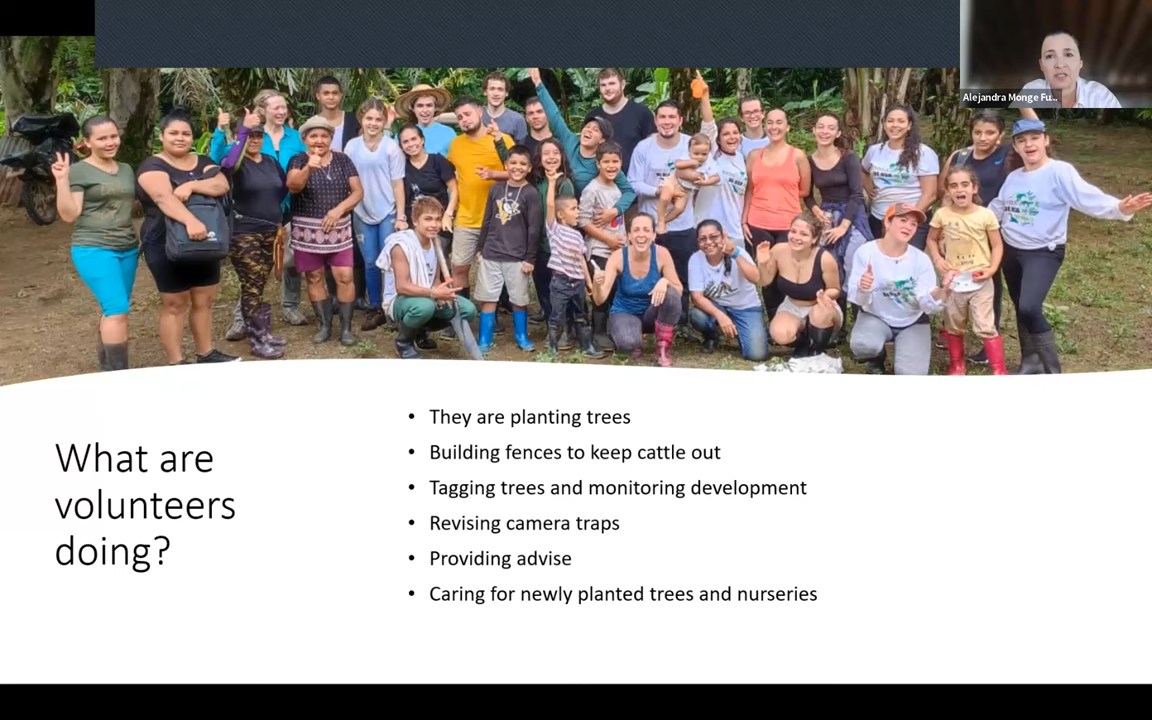 Alejandra Monge Fu...
What are
volunteers
doing?
• They are planting trees
• Building fences to keep cattle out
• Tagging trees and monitoring development
• Revising camera traps
• Providing advise
• Caring for newly planted trees and nurseries